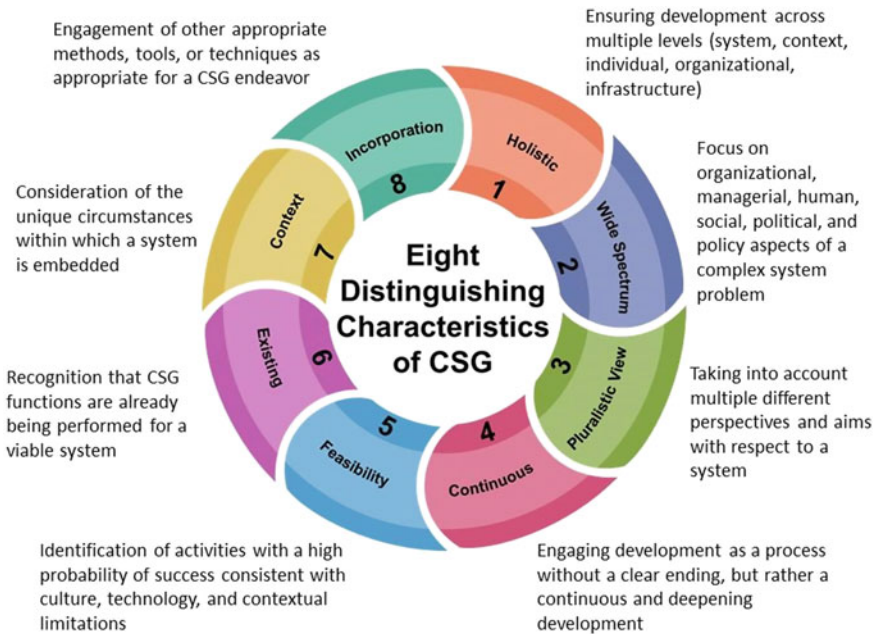 Eight
Distinguishing
Characteristics
of CSG
Holistic
1
Ensuring development across
multiple levels (system, context,
individual, organizational,
infrastructure)
Wide Spectrum
2
Focus on
organizational,
managerial, human,
social, political, and
policy aspects of a
complex system
problem
Pluralistic View
3
Taking into account
multiple different
perspectives and aims
with respect to a
system
Continuous
4
Engaging development as a process
without a clear ending, but rather a
continuous and deepening
development
Feasibility
5
Identification of activities with a high
probability of success consistent with
culture, technology, and contextual
limitations
Existing
6
Recognition that CSG
functions are already
being performed for a
viable system
Context
7
Consideration of the
unique circumstances
within which a system
is embedded
Incorporation
8
Engagement of other appropriate
methods, tools, or techniques as
appropriate for a CSG endeavor